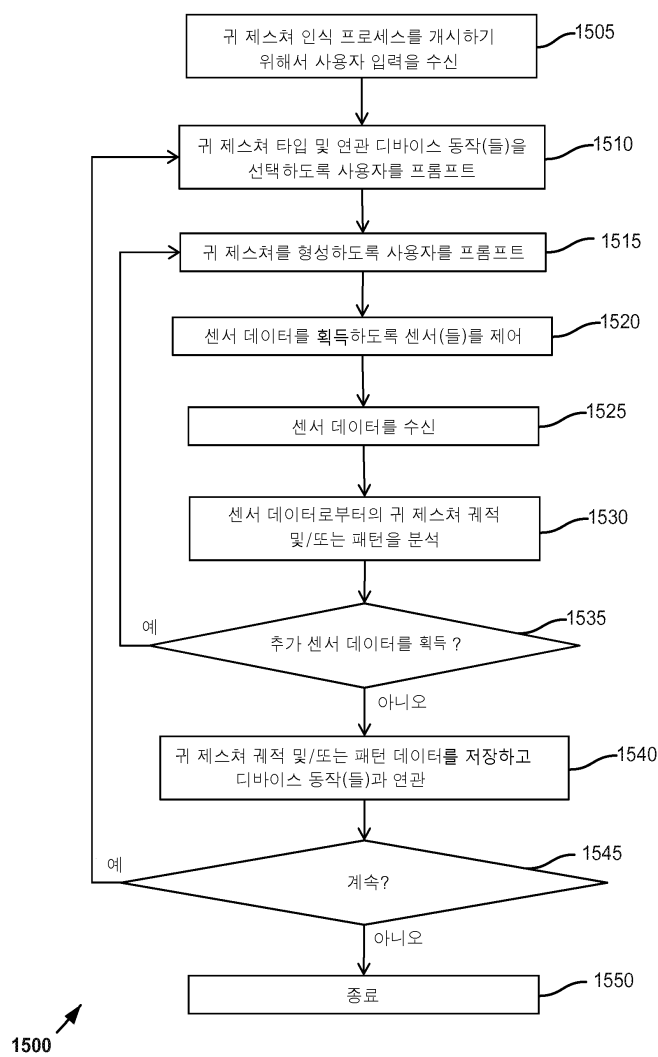 귀 제스쳐 인식 프로세스를 개시하기
위해서 사용자 입력을 수신
1505
귀 제스쳐 타입 및 연관 디바이스 동작(들)을
선택하도록 사용자를 프롬프트
1510
귀 제스쳐를 형성하도록 사용자를 프롬프트
1515
센서 데이터를 획득하도록 센서(들)를 제어
1520
센서 데이터를 수신
1525
센서 데이터로부터의 귀 제스쳐 궤적
및/또는 패턴을 분석
1530
추가 센서 데이터를 획득 ?
1535
예
아니오
귀 제스쳐 궤적 및/또는 패턴 데이터를 저장하고
디바이스 동작(들)과 연관
1540
계속?
1545
예
아니오
종료
1550
1500